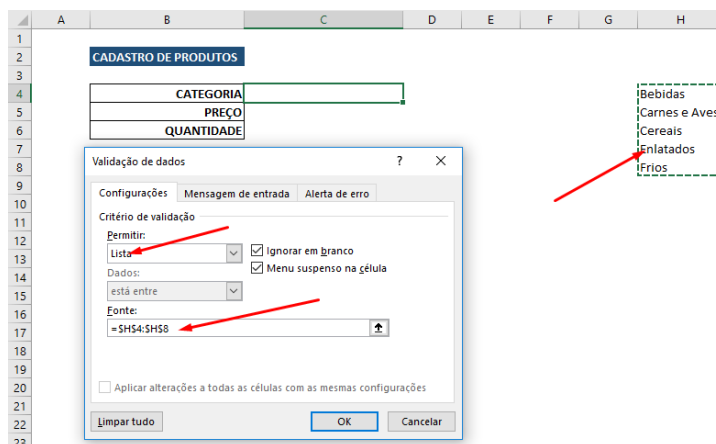 A B C D E F G H
1
2 CADASTRO DE PRODUTOS
3
4 CATEGORIA Bebidas
5 PREÇO Carnes e Aves
6 QUANTIDADE Cereais
7 Enlatados
8 Frios
9
10
11
12
13
14
15
16
17
18
19
20
21
22
23
Validação de dados ? X
Configurações Mensagem de entrada Alerta de erro
Critério de validação
Permitir:
Lista Ignorar em branco
Menu suspenso na célula
Dados:
está entre
Fonte:
=$H$4:$H$8
Aplicar alterações a todas as células com as mesmas configurações
Limpar tudo OK Cancelar